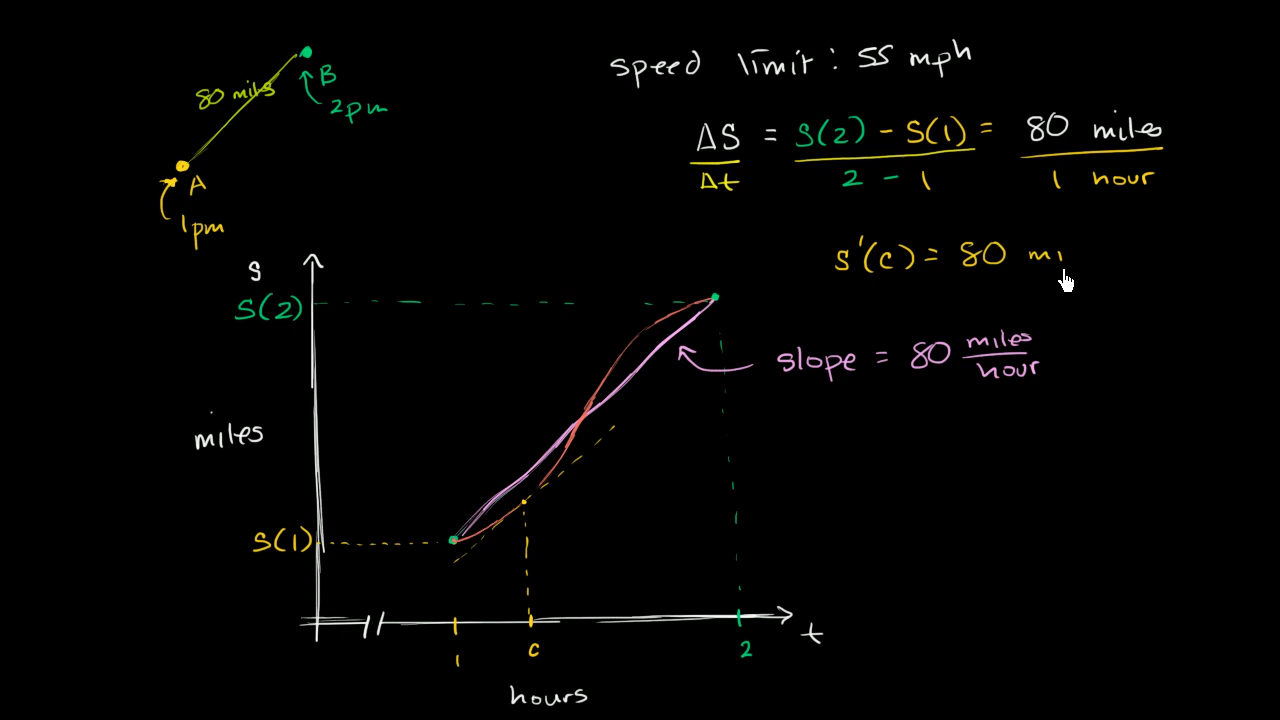 speed limit : 55 mph
80 miles
B
2pm
A
1pm
ΔS/Δt = S(2) - S(1) / 2 - 1 = 80 miles / 1 hour
s'(c) = 80 mi
S
S(2)
slope = 80 miles/hour
miles
S(1)
1 c 2 t
hours